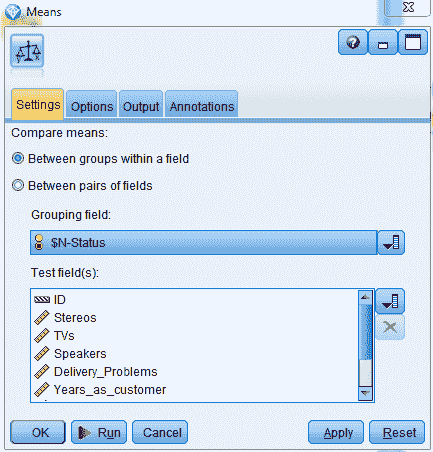 Means
Settings Options Output Annotations
Compare means:
Between groups within a field
Between pairs of fields
Grouping field:
$N-Status
Test field(s):
ID
Stereos
TVs
Speakers
Delivery_Problems
Years_as_customer
OK Run Cancel Apply Reset